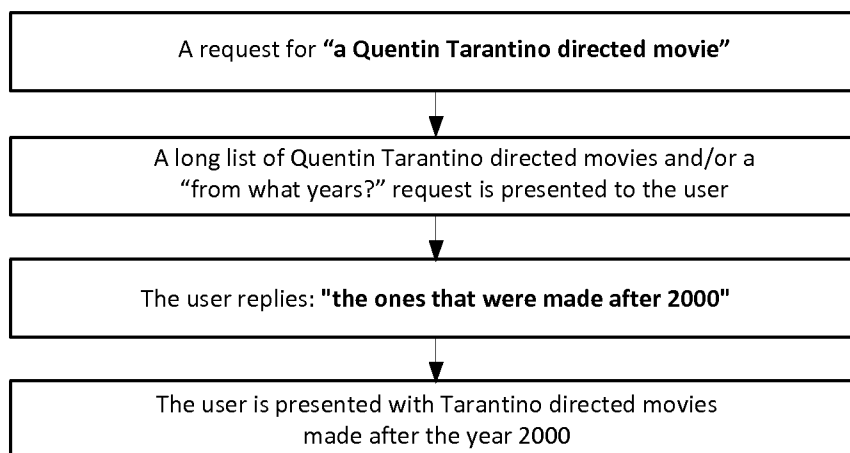 A request for “a Quentin Tarantino directed movie”
A long list of Quentin Tarantino directed movies and/or a
“from what years?” request is presented to the user
The user replies: "the ones that were made after 2000"
The user is presented with Tarantino directed movies
made after the year 2000